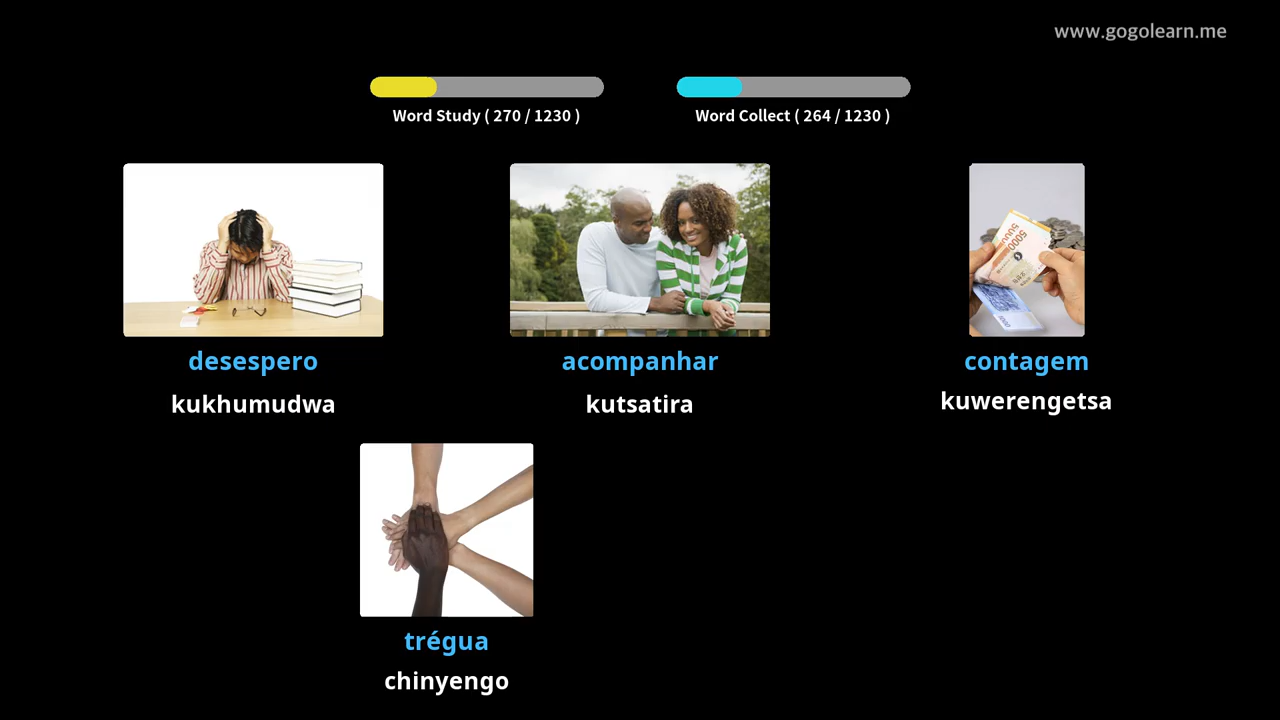 www.gogolearn.me
Word Study ( 270 / 1230 )
Word Collect ( 264 / 1230 )
desespero
kukhumudwa
acompanhar
kutsatira
contagem
kuwerengetsa
trégua
chinyengo